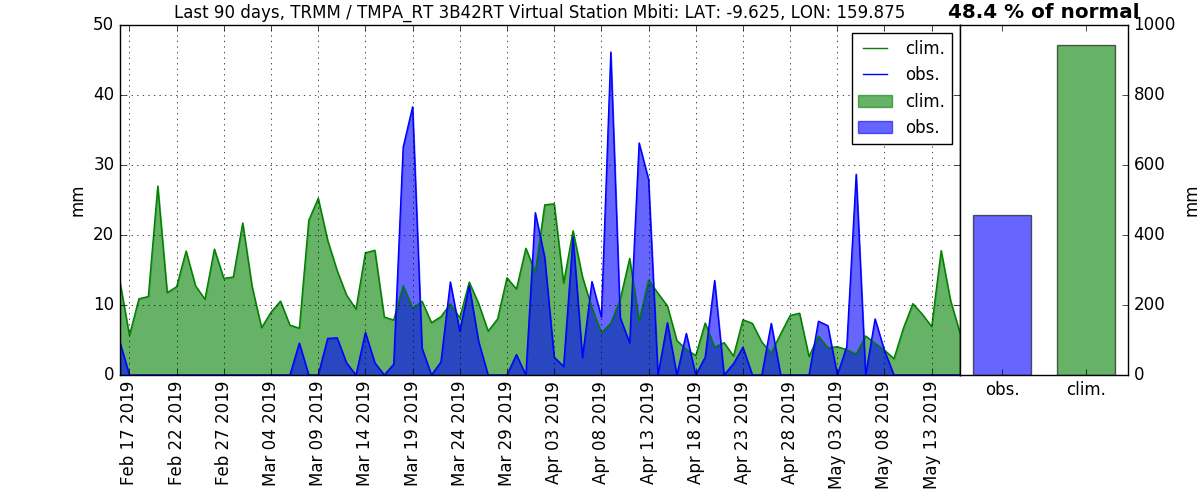 Last 90 days, TRMM / TMPA_RT 3B42RT Virtual Station Mbiti: LAT: -9.625, LON: 159.875
48.4 % of normal
50
40
30
20
10
0
mm
clim.
obs.
clim.
obs.
1000
800
600
400
200
0
mm
Feb 17 2019
Feb 22 2019
Feb 27 2019
Mar 04 2019
Mar 09 2019
Mar 14 2019
Mar 19 2019
Mar 24 2019
Mar 29 2019
Apr 03 2019
Apr 08 2019
Apr 13 2019
Apr 18 2019
Apr 23 2019
Apr 28 2019
May 03 2019
May 08 2019
May 13 2019
obs.
clim.